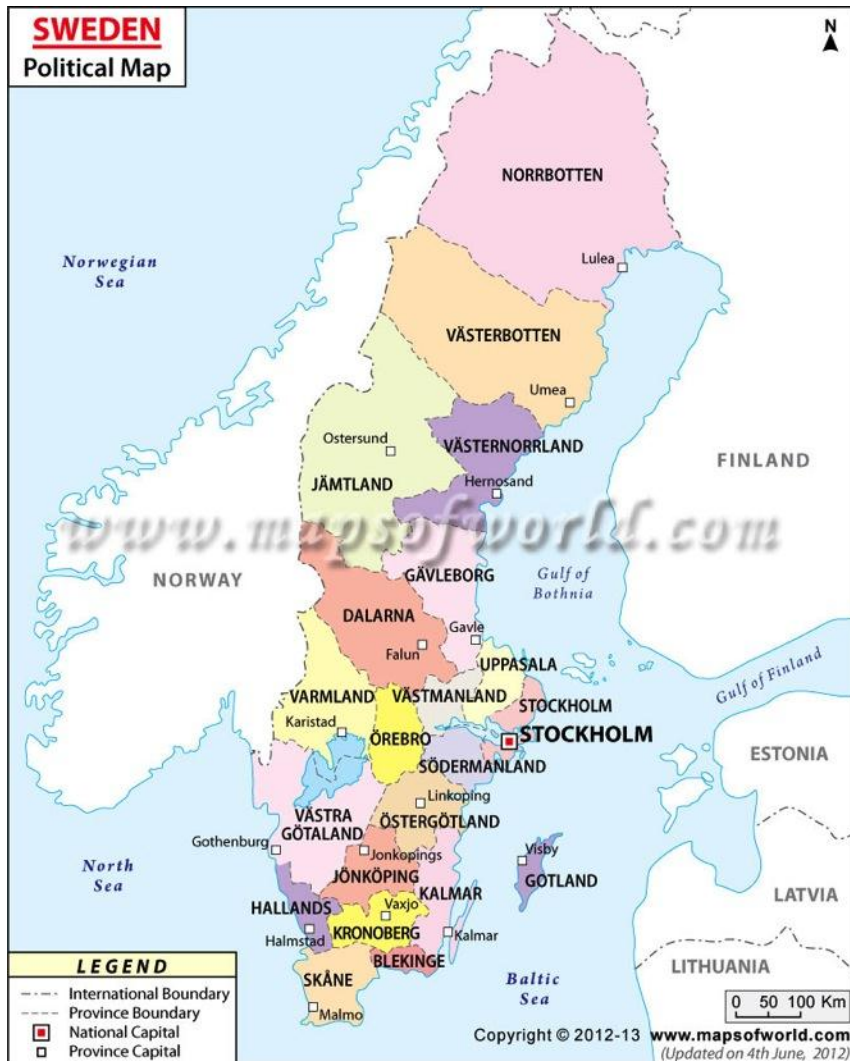 SWEDEN
Political Map
N
NORRBOTTEN
Lulea
Norwegian
Sea
VÄSTERBOTTEN
Umea
Ostersund
VÄSTERNORRLAND
FINLAND
JÄMTLAND
Hernosand
www.mapsofworld.com
NORWAY
GÄVLEBORG
Gulf of
Bothnia
DALARNA
Gavle
Falun
UPPASALA
Gulf of Finland
VARMLAND
VÄSTMANLAND
STOCKHOLM
Karistad
ÖREBRO
STOCKHOLM
ESTONIA
SÖDERMANLAND
Linkoping
VÄSTRA
GÖTALAND
ÖSTERGÖTLAND
Gothenburg
Jonkopings
Visby
North
Sea
JÖNKÖPING
KALMAR
GOTLAND
LATVIA
HALLANDS
Vaxjo
Halmstad
KRONOBERG
Kalmar
BLEKINGE
LITHUANIA
SKÅNE
Baltic
Sea
Malmo
LEGEND
International Boundary
Province Boundary
National Capital
Province Capital
0 50 100 Km
Copyright © 2012-13 www.mapsofworld.com
(Updated on 4th June, 2012)